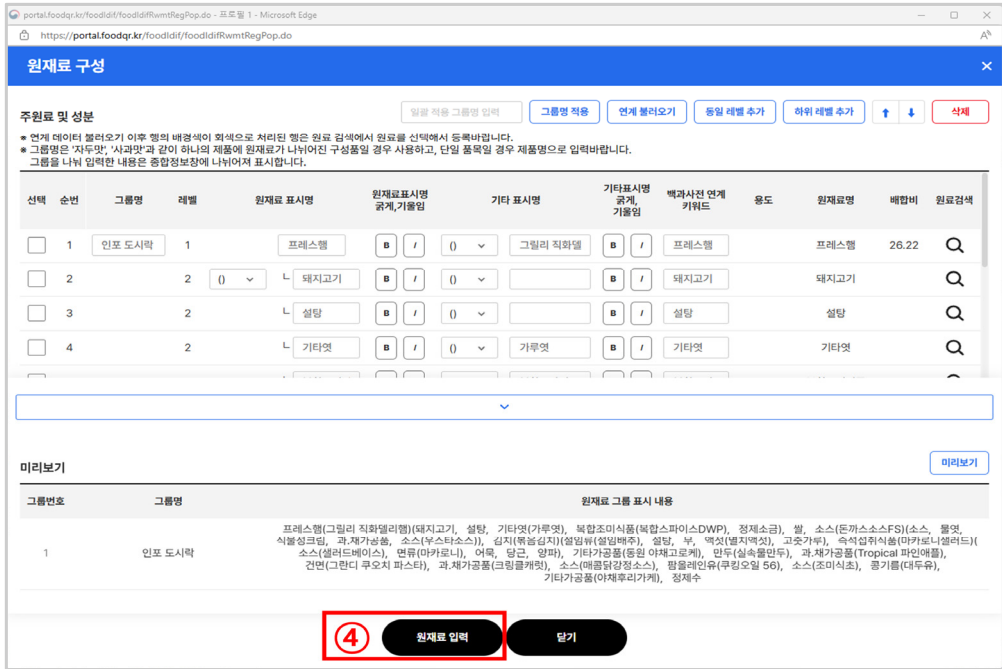 portal.foodqr.kr/foodIdif/foodIdifRwmtRegPop.do - 프로필 1 - Microsoft Edge
https://portal.foodqr.kr/foodIdif/foodIdifRwmtRegPop.do
원재료 구성
주원료 및 성분
일괄 적용 그룹명 입력 그룹명 적용 연계 불러오기 동일 레벨 추가 하위 레벨 추가 삭제
※ 연계 데이터 불러오기 이후 행의 배경색이 회색으로 처리된 행은 원료 검색에서 원료를 선택해서 등록바랍니다.
※ 그룹명은 '자두맛', '사과맛'과 같이 하나의 제품에 원재료가 나뉘어진 구성품일 경우 사용하고, 단일 품목일 경우 제품명으로 입력바랍니다.
그룹을 나눠 입력한 내용은 종합정보창에 나뉘어져 표시합니다.
선택 순번 그룹명 레벨 원재료 표시명 원재료표시명 굵게,기울임 기타 표시명 기타표시명 굵게, 기울임 백과사전 연계 키워드 용도 원재료명 배합비 원료검색
1 인포 도시락 1 프레스햄 B I () 그릴리 직화델 B I 프레스햄 프레스햄 26.22
2 2 () ㄴ 돼지고기 B I () B I 돼지고기 돼지고기
3 2 ㄴ 설탕 B I () B I 설탕 설탕
4 2 ㄴ 기타엿 B I () 가루엿 B I 기타엿 기타엿
미리보기 미리보기
그룹번호 그룹명 원재료 그룹 표시 내용
프레스햄(그릴리 직화델리햄)(돼지고기, 설탕, 기타엿(가루엿), 복합조미식품(복합스파이스DWP), 정제소금), 쌀, 소스(돈까스소스FS)(소스, 물엿,
식물성크림, 과.채가공품, 소스(우스타소스)), 김치(볶음김치)(절임류(절임배추), 설탕, 무, 액젓(멸치액젓), 고춧가루), 즉석섭취식품(마카로니샐러드)(
소스(샐러드베이스), 면류(마카로니), 어묵, 당근, 양파), 기타가공품(동원 야채고로케), 만두(실속물만두), 과.채가공품(Tropical 파인애플),
1 인포 도시락
건면(그란디 쿠오치 파스타), 과.채가공품(크링클캐럿), 소스(매콤닭강정소스), 팜올레인유(쿠킹오일 56), 소스(조미식초), 콩기름(대두유),
기타가공품(야채후리가케), 정제수
④ 원재료 입력 닫기